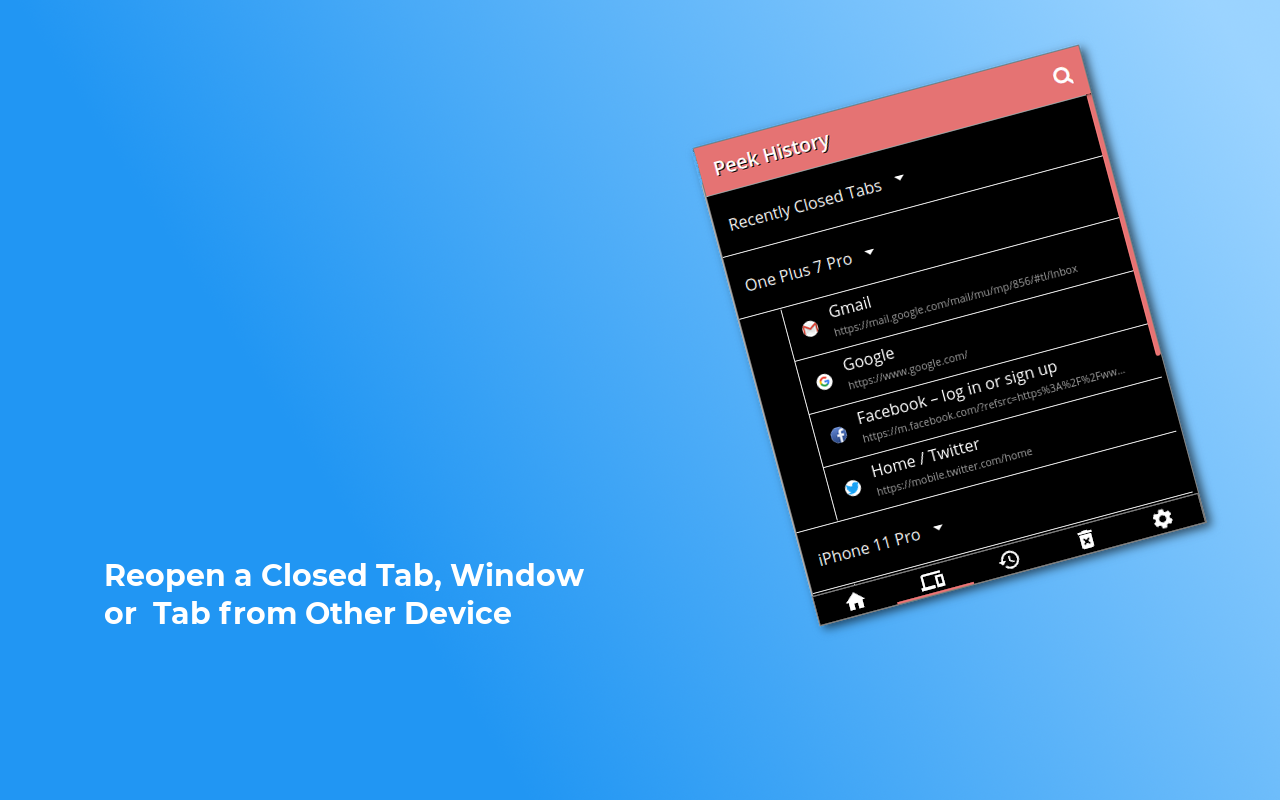 Peek History
Recently Closed Tabs
One Plus 7 Pro
Gmail
https://mail.google.com/mail/mu/mp/856/#tl/Inbox
Google
https://www.google.com/
Facebook – log in or sign up
https://m.facebook.com/?refsrc=https%3A%2F%2Fww...
Home / Twitter
https://mobile.twitter.com/home
iPhone 11 Pro
Reopen a Closed Tab, Window
or  Tab from Other Device